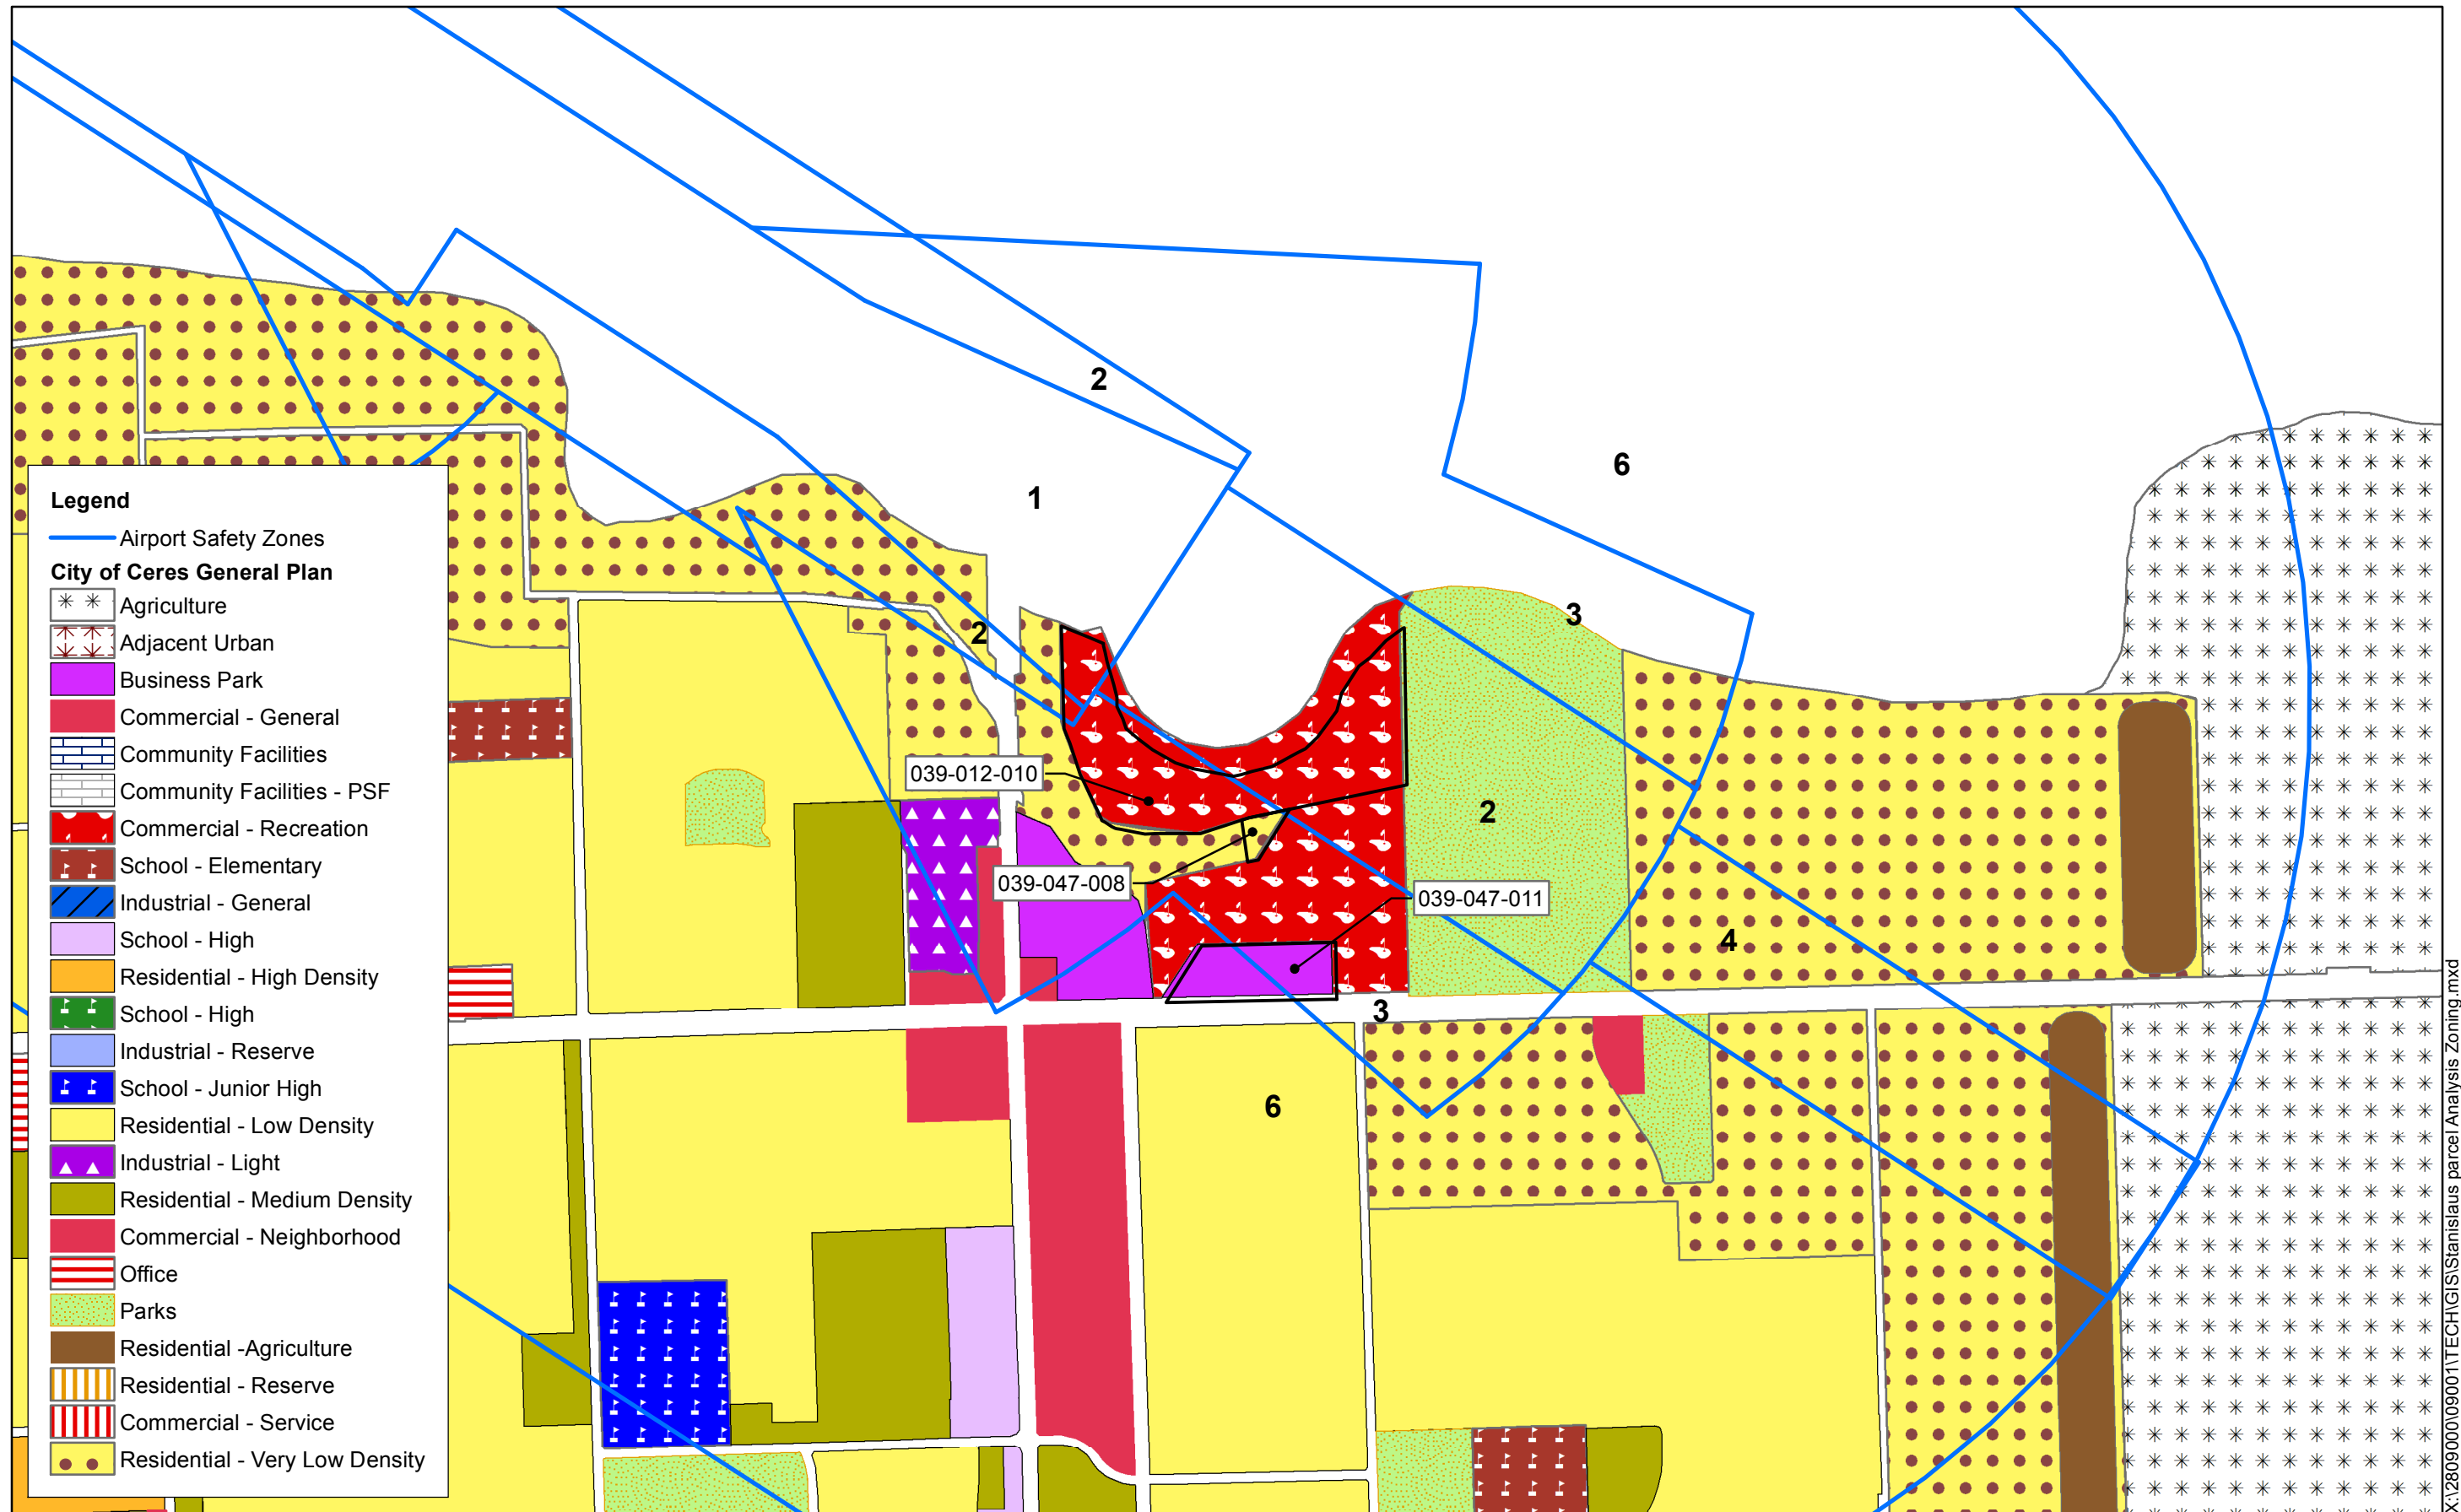 2
6
1
3
2
039-012-010
2
039-047-008
039-047-011
4
3
6
Legend
Airport Safety Zones
City of Ceres General Plan
Agriculture
Adjacent Urban
Business Park
Commercial - General
Community Facilities
Community Facilities - PSF
Commercial - Recreation
School - Elementary
Industrial - General
School - High
Residential - High Density
School - High
Industrial - Reserve
School - Junior High
Residential - Low Density
Industrial - Light
Residential - Medium Density
Commercial - Neighborhood
Office
Parks
Residential -Agriculture
Residential - Reserve
Commercial - Service
Residential - Very Low Density
X:\2809000\09001\TECH\GIS\Stanislaus parcel Analysis Zoning.mxd